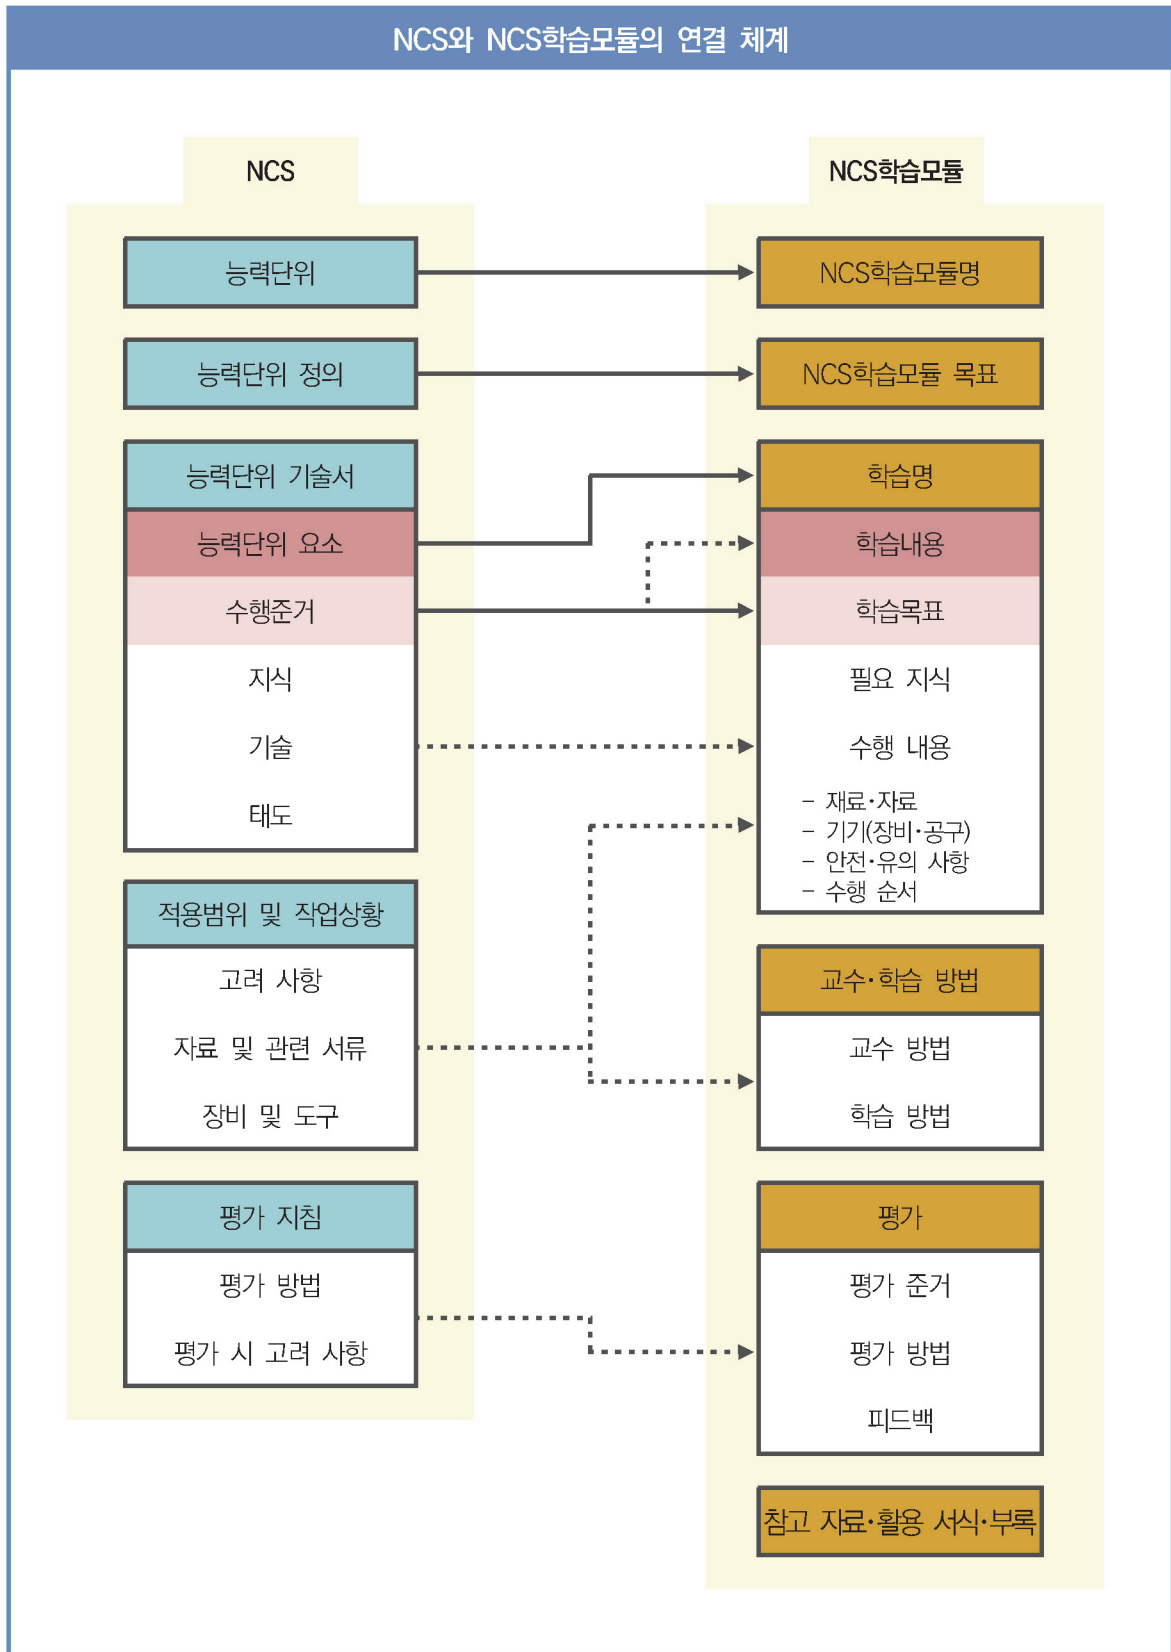 NCS와 NCS학습모듈의 연결 체계
NCS
능력단위
능력단위 정의
능력단위 기술서
능력단위 요소
수행준거
지식
기술
태도
적용범위 및 작업상황
고려 사항
자료 및 관련 서류
장비 및 도구
평가 지침
평가 방법
평가 시 고려 사항
NCS학습모듈
NCS학습모듈명
NCS학습모듈 목표
학습명
학습내용
학습목표
필요 지식
수행 내용
- 재료·자료
- 기기(장비·공구)
- 안전·유의 사항
- 수행 순서
교수·학습 방법
교수 방법
학습 방법
평가
평가 준거
평가 방법
피드백
참고 자료·활용 서식·부록